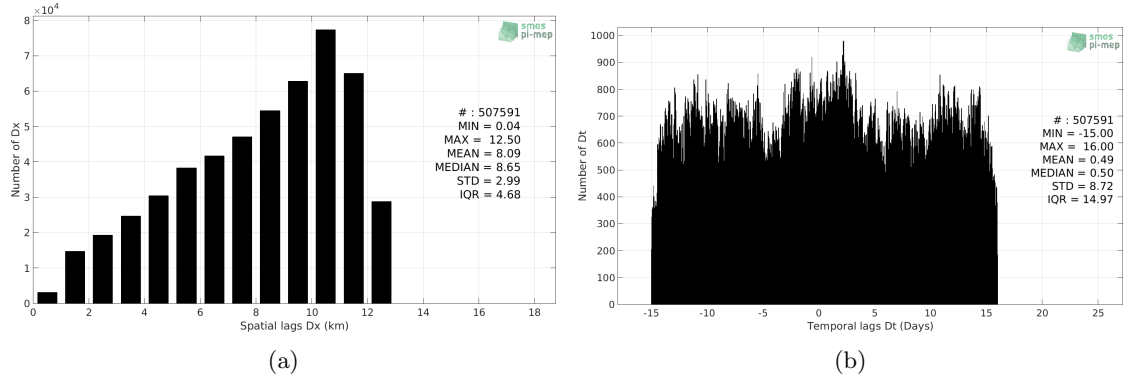 ×10⁴
8
7
6
5
4
3
2
1
0
Number of Dx
smos
pi-mep
# : 507591
MIN = 0.04
MAX = 12.50
MEAN = 8.09
MEDIAN = 8.65
STD = 2.99
IQR = 4.68
0 2 4 6 8 10 12 14 16 18
Spatial lags Dx (km)
(a)
1000
900
800
700
600
500
400
300
200
100
0
Number of Dt
smos
pi-mep
# : 507591
MIN = -15.00
MAX = 16.00
MEAN = 0.49
MEDIAN = 0.50
STD = 8.72
IQR = 14.97
-15 -10 -5 0 5 10 15 20 25
Temporal lags Dt (Days)
(b)